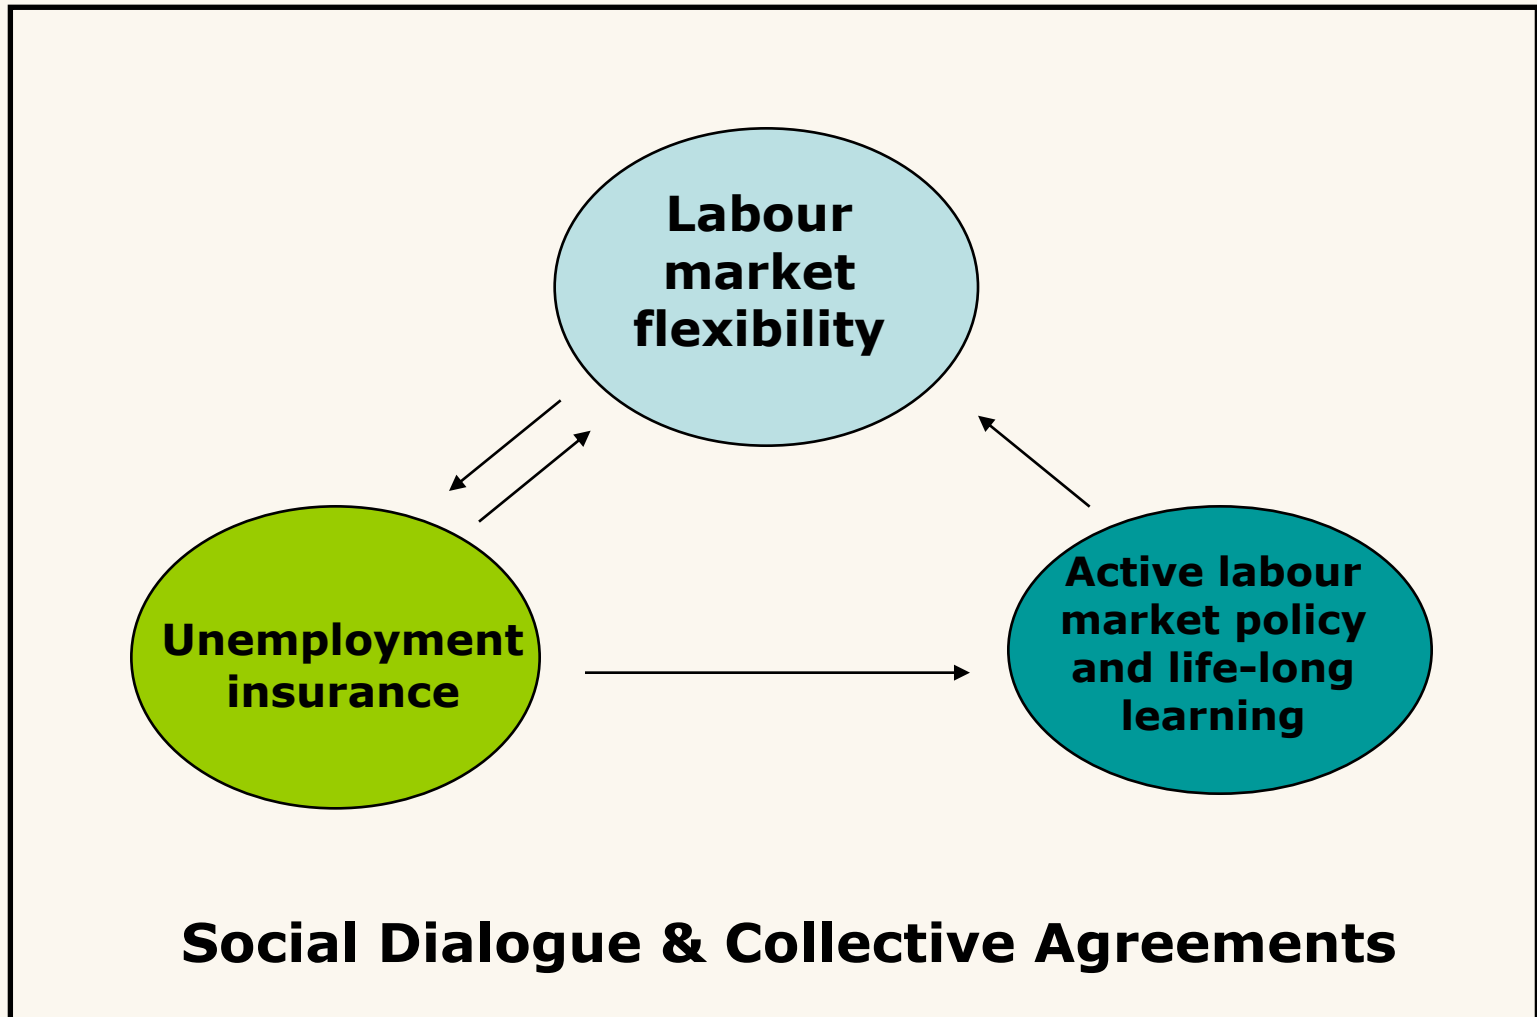 Labour
market
flexibility
Unemployment
insurance
Active labour
market policy
and life-long
learning
Social Dialogue & Collective Agreements